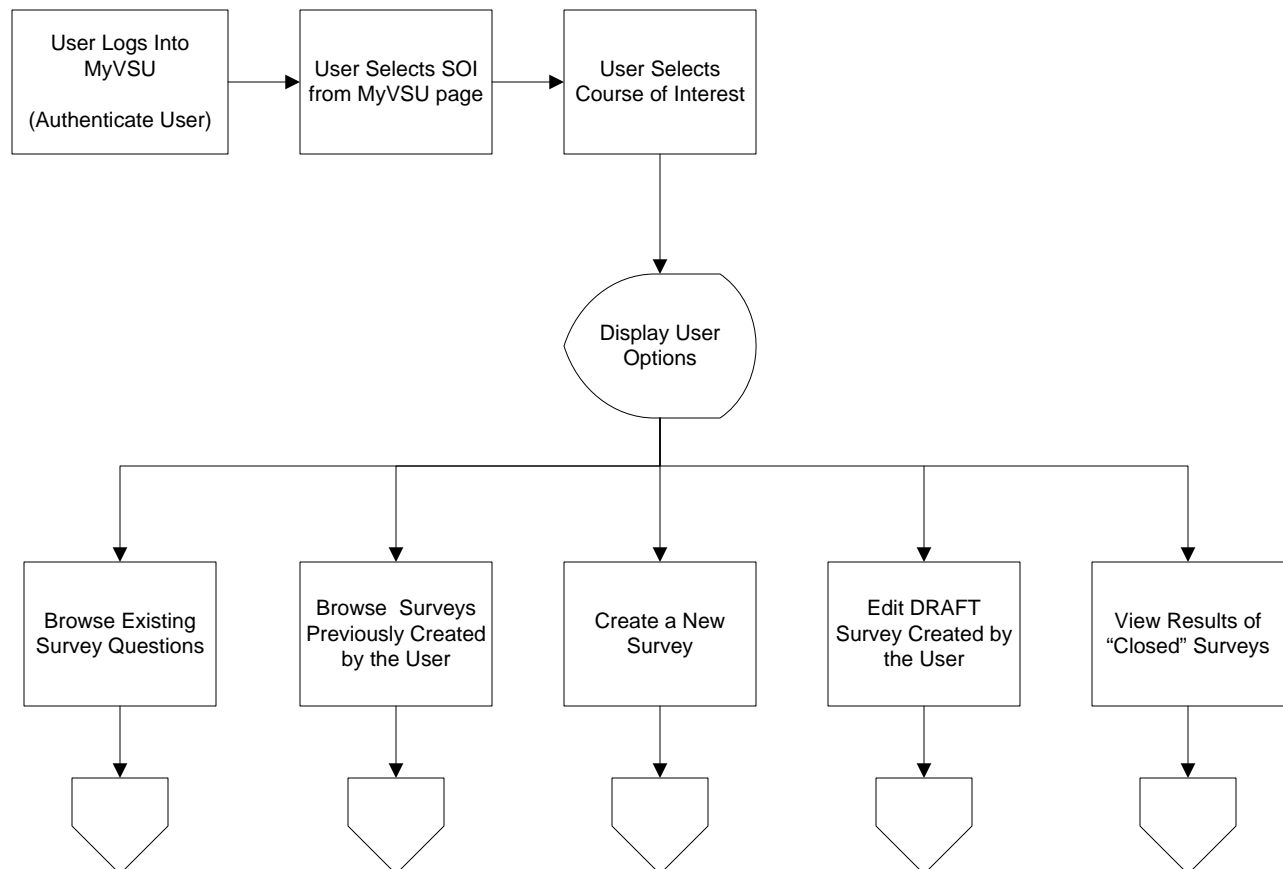 User Logs Into
MyVSU
(Authenticate User)
User Selects SOI
from MyVSU page
User Selects
Course of Interest
Display User
Options
Browse Existing
Survey Questions
Browse  Surveys
Previously Created
by the User
Create a New
Survey
Edit DRAFT
Survey Created by
the User
View Results of
“Closed” Surveys